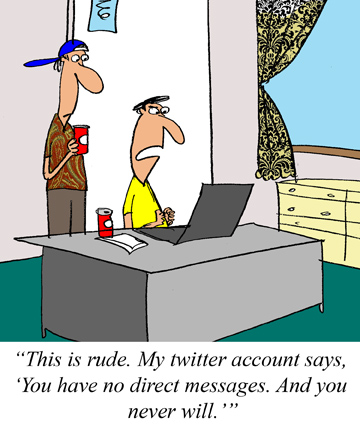 “This is rude. My twitter account says,
‘You have no direct messages. And you
never will.’”